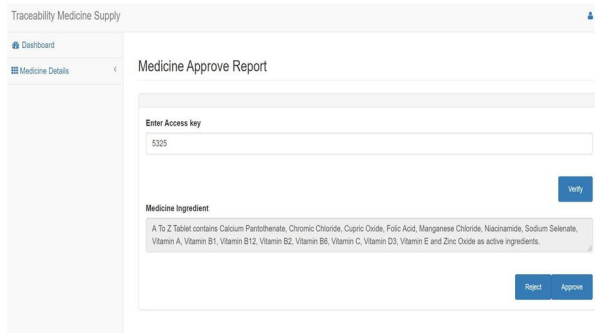 Traceability Medicine Supply
Dashboard
Medicine Details
Medicine Approve Report
Enter Access key
5325
Verify
Medicine Ingredient
A To Z Tablet contains Calcium Pantothenate, Chromic Chloride, Cupric Oxide, Folic Acid, Manganese Chloride, Niacinamide, Sodium Selenate,
Vitamin A, Vitamin B1, Vitamin B12, Vitamin B2, Vitamin B6, Vitamin C, Vitamin D3, Vitamin E and Zinc Oxide as active ingredients.
Reject Approve